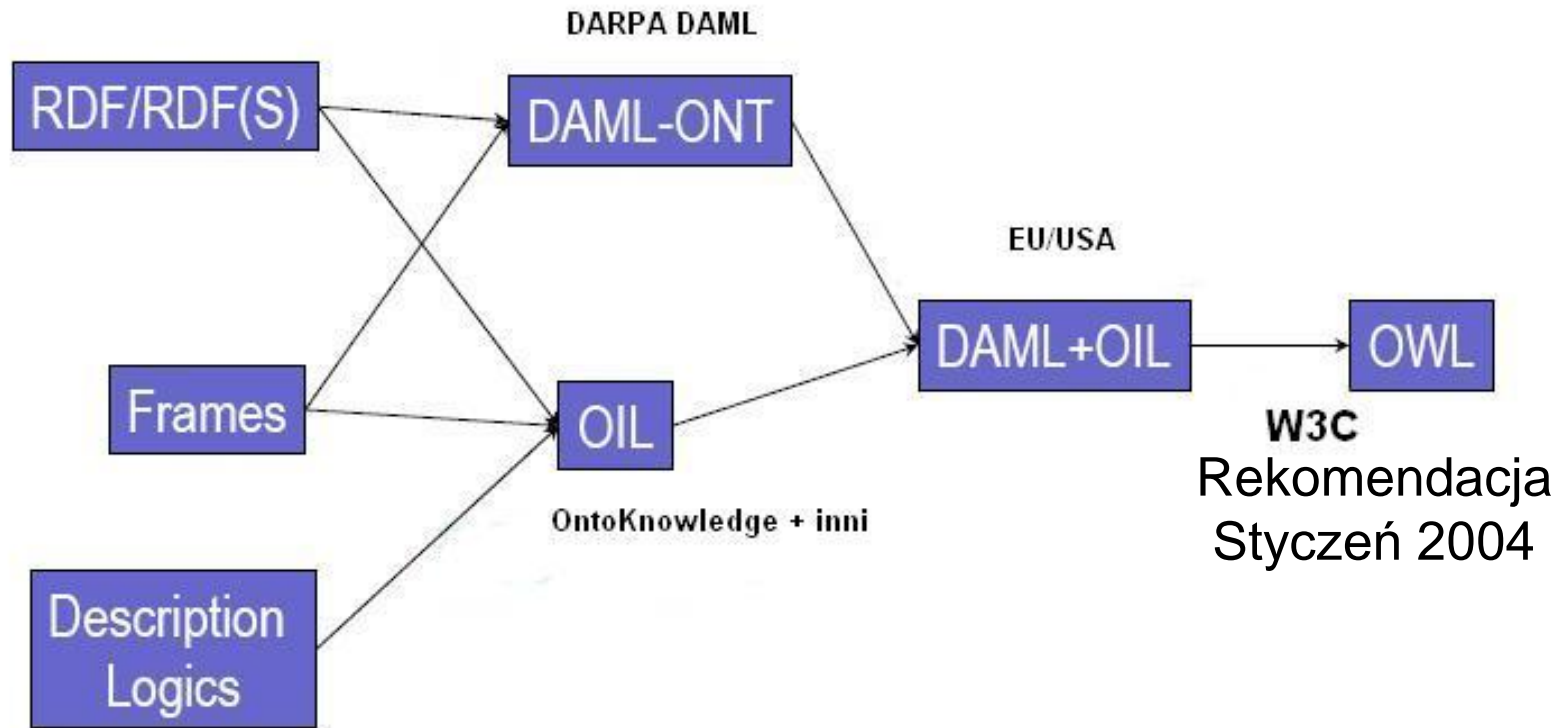 DARPA DAML
RDF/RDF(S)
DAML-ONT
EU/USA
DAML+OIL
OWL
Frames
OIL
W3C
Rekomendacja
Styczeń 2004
OntoKnowledge + inni
Description
Logics